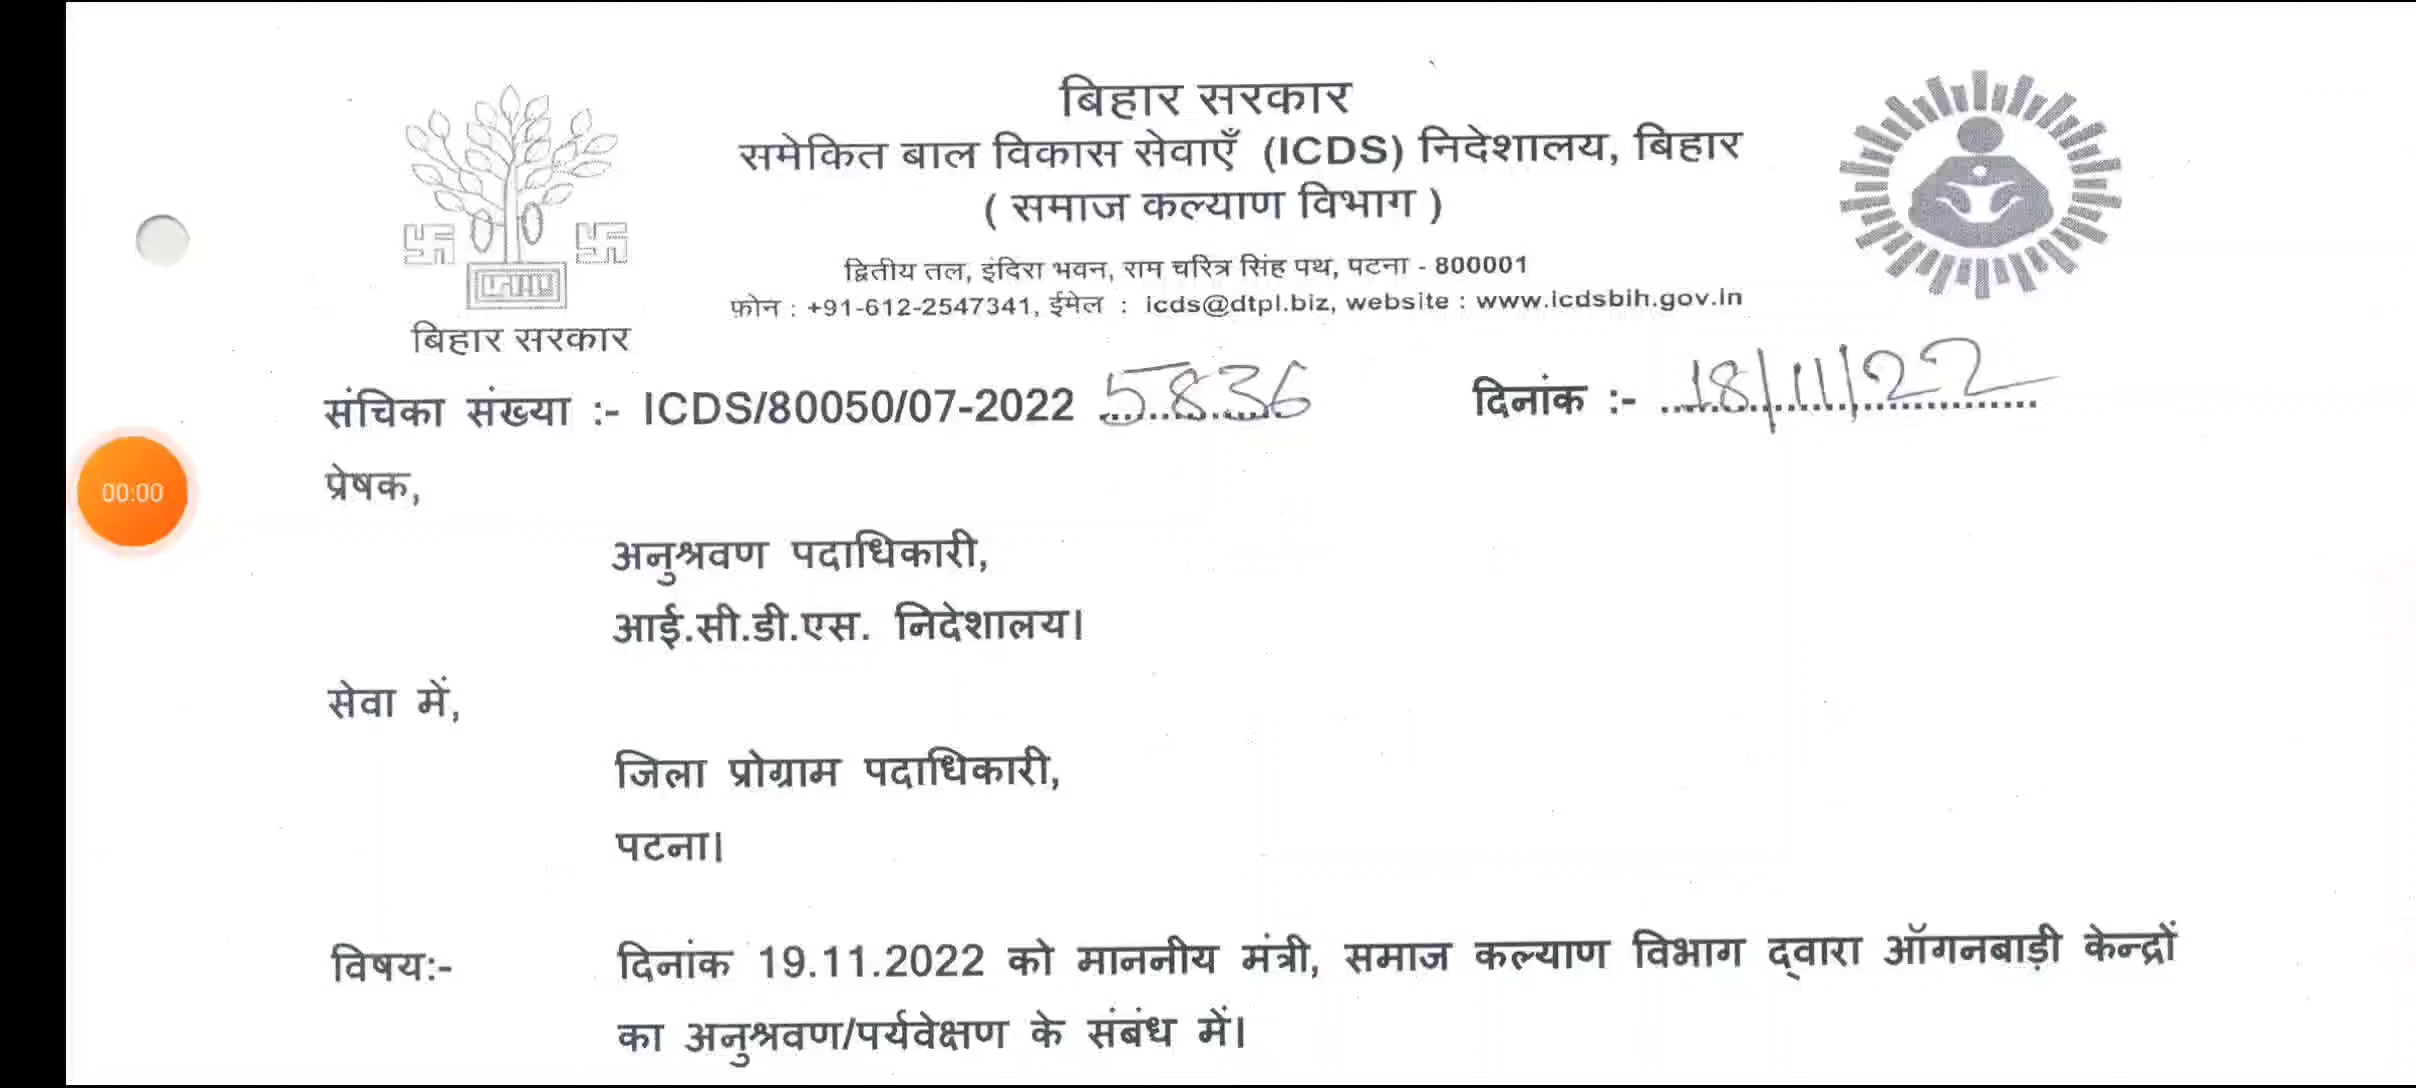 बिहार सरकार
समेकित बाल विकास सेवाएँ (ICDS) निदेशालय, बिहार
( समाज कल्याण विभाग )
द्वितीय तल, इंदिरा भवन, राम चरित्र सिंह पथ, पटना - 800001
फ़ोन : +91-612-2547341, ईमेल : icds@dtpl.biz, website : www.icdsbih.gov.in
बिहार सरकार
संचिका संख्या :- ICDS/80050/07-2022 5836 दिनांक :- 18/11/22
00:00
प्रेषक,
अनुश्रवण पदाधिकारी,
आई.सी.डी.एस. निदेशालय।
सेवा में,
जिला प्रोग्राम पदाधिकारी,
पटना।
विषय:- दिनांक 19.11.2022 को माननीय मंत्री, समाज कल्याण विभाग द्वारा ऑगनबाड़ी केन्द्रों
का अनुश्रवण/पर्यवेक्षण के संबंध में।